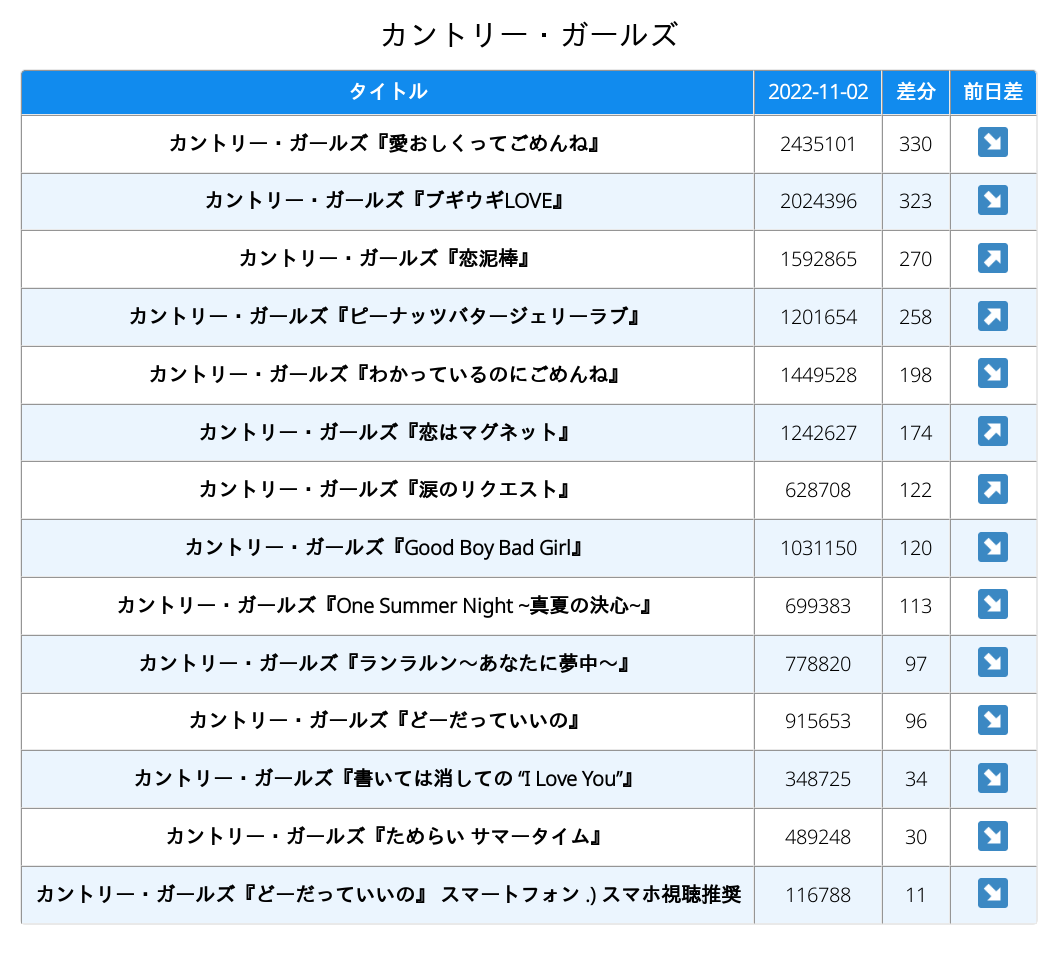 カントリー・ガールズ
タイトル 2022-11-02 差分 前日差
カントリー・ガールズ『愛おしくってごめんね』 2435101 330
カントリー・ガールズ『ブギウギLOVE』 2024396 323
カントリー・ガールズ『恋泥棒』 1592865 270
カントリー・ガールズ『ピーナッツバタージェリーラブ』 1201654 258
カントリー・ガールズ『わかっているのにごめんね』 1449528 198
カントリー・ガールズ『恋はマグネット』 1242627 174
カントリー・ガールズ『涙のリクエスト』 628708 122
カントリー・ガールズ『Good Boy Bad Girl』 1031150 120
カントリー・ガールズ『One Summer Night ~真夏の決心~』 699383 113
カントリー・ガールズ『ランラルン〜あなたに夢中〜』 778820 97
カントリー・ガールズ『どーだっていいの』 915653 96
カントリー・ガールズ『書いては消しての “I Love You”』 348725 34
カントリー・ガールズ『ためらい サマータイム』 489248 30
カントリー・ガールズ『どーだっていいの』 スマートフォン .) スマホ視聴推奨 116788 11